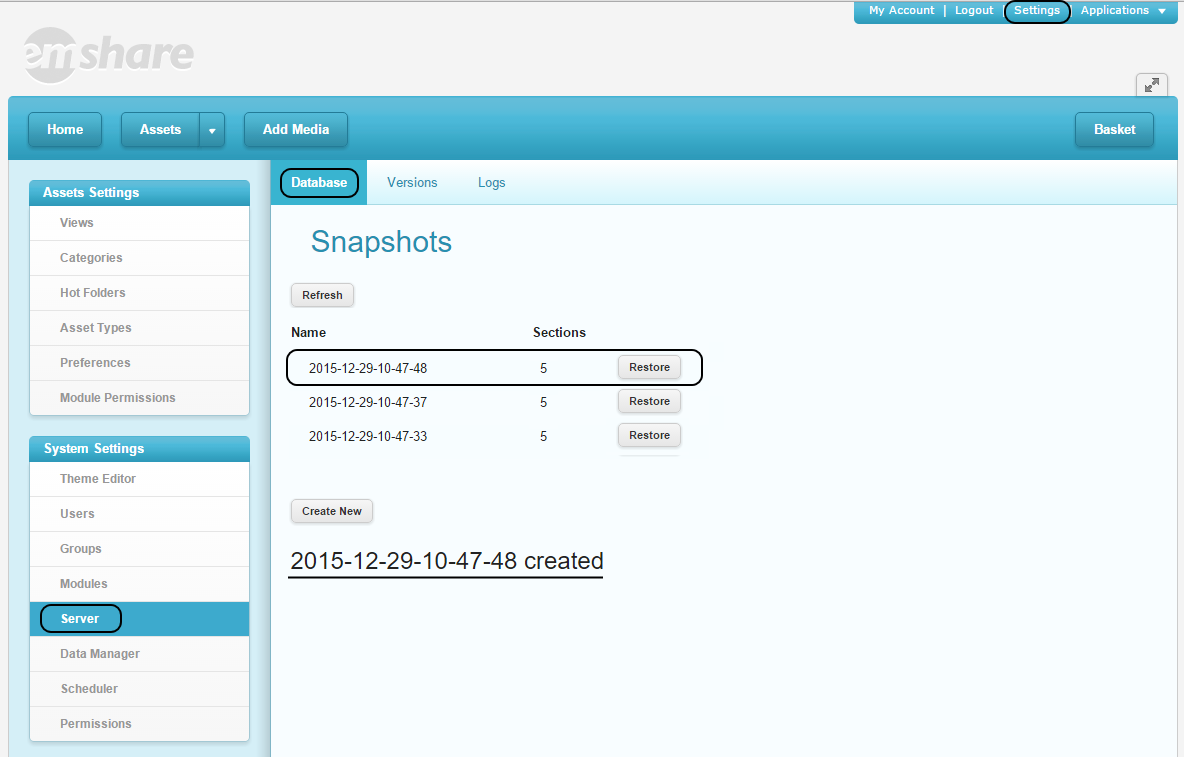 My Account | Logout Settings Applications
emshare
Home Assets Add Media Basket
Assets Settings
Views
Categories
Hot Folders
Asset Types
Preferences
Module Permissions
System Settings
Theme Editor
Users
Groups
Modules
Server
Data Manager
Scheduler
Permissions
Database Versions Logs
Snapshots
Refresh
Name Sections
2015-12-29-10-47-48 5 Restore
2015-12-29-10-47-37 5 Restore
2015-12-29-10-47-33 5 Restore
Create New
2015-12-29-10-47-48 created